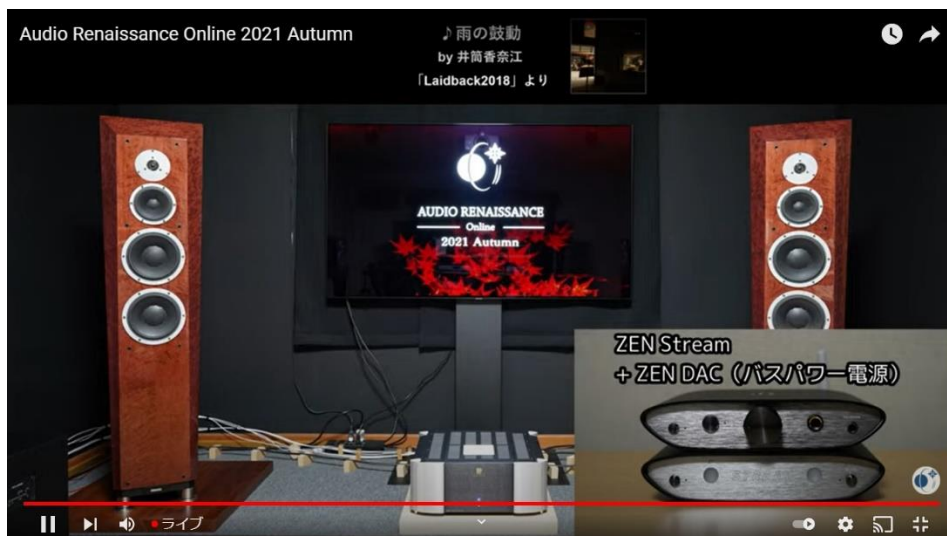 Audio Renaissance Online 2021 Autumn
♪雨の鼓動
by 井筒香奈江
「Laidback2018」より
AUDIO RENAISSANCE
Online
2021 Autumn
ZEN Stream
+ ZEN DAC（バスパワー電源）
ライブ